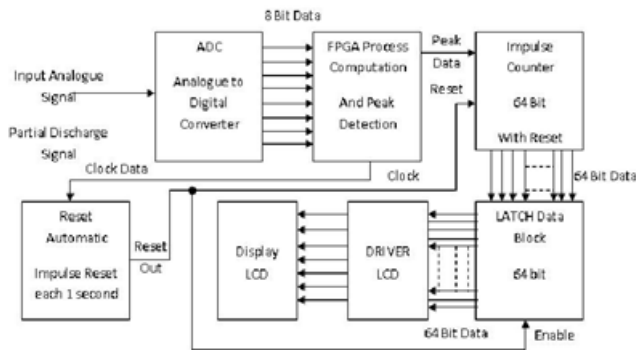 8 Bit Data
ADC
Analogue to
Digital
Converter
FPGA Process
Computation
And Peak
Detection
Peak
Data
Reset
Impulse
Counter
64 Bit
With Reset
Input Analogue
Signal
Partial Discharge
Signal
Clock Data
Clock
64 Bit Data
Reset
Automatic
Impulse Reset
each 1 second
Reset
Out
Display
LCD
DRIVER
LCD
LATCH Data
Block
64 bit
64 Bit Data
Enable